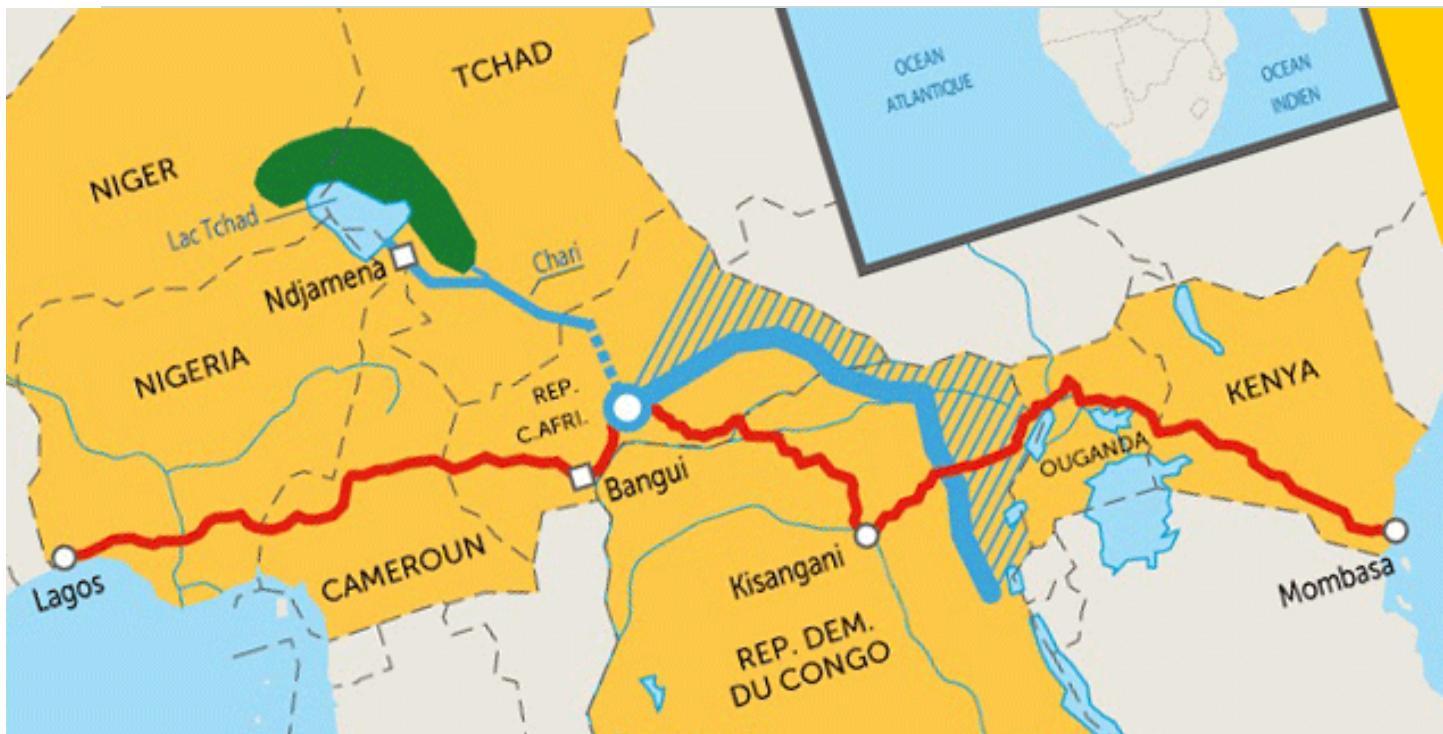 TCHAD
OCEAN
ATLANTIQUE
OCEAN
INDIEN
NIGER
Lac Tchad
Ndjamena
Chari
NIGERIA
REP.
C.AFRI.
KENYA
OUGANDA
Bangui
Lagos
CAMEROUN
Kisangani
Mombasa
REP. DEM.
DU CONGO